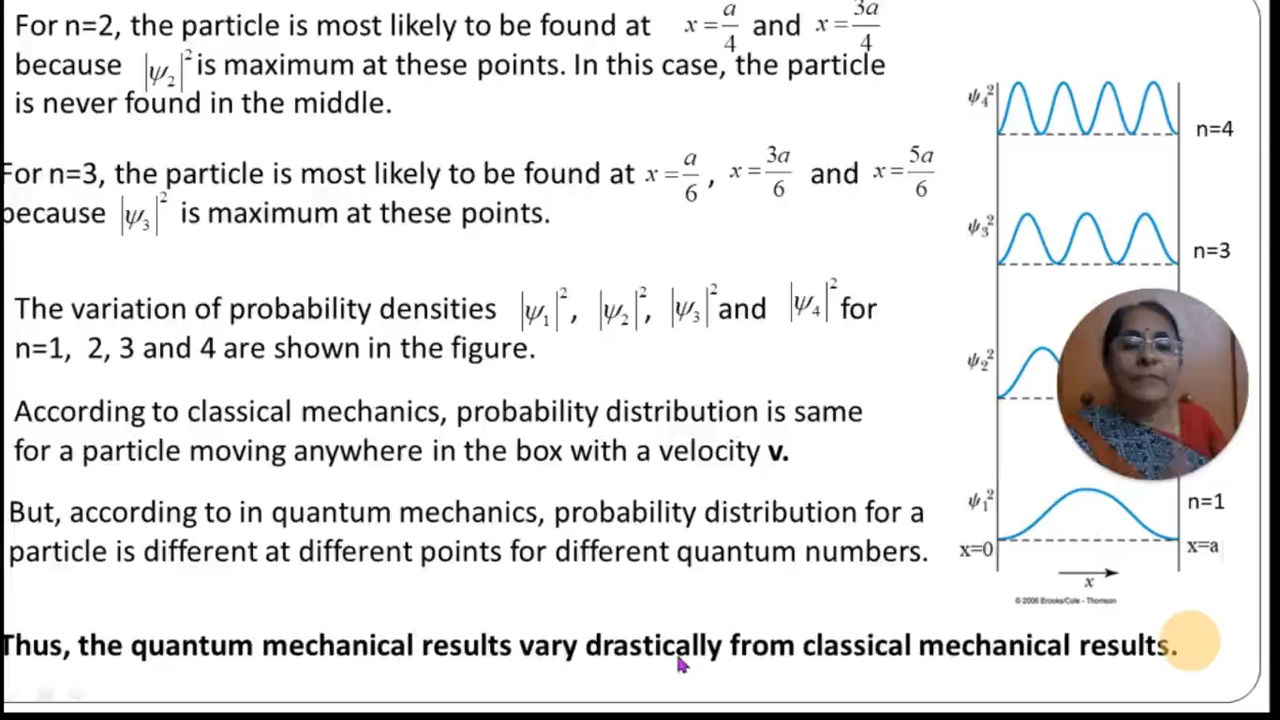 For n=2, the particle is most likely to be found at x = a/4 and x = 3a/4
because |ψ₂|² is maximum at these points. In this case, the particle
is never found in the middle.
For n=3, the particle is most likely to be found at x = a/6, x = 3a/6 and x = 5a/6
because |ψ₃|² is maximum at these points.
The variation of probability densities |ψ₁|², |ψ₂|², |ψ₃|² and |ψ₄|² for
n=1, 2, 3 and 4 are shown in the figure.
According to classical mechanics, probability distribution is same
for a particle moving anywhere in the box with a velocity v.
But, according to in quantum mechanics, probability distribution for a
particle is different at different points for different quantum numbers.
Thus, the quantum mechanical results vary drastically from classical mechanical results.
ψ₄²
n=4
ψ₃²
n=3
ψ₂²
ψ₁²
n=1
x=0
x=a
x
© 2006 Brooks/Cole - Thomson